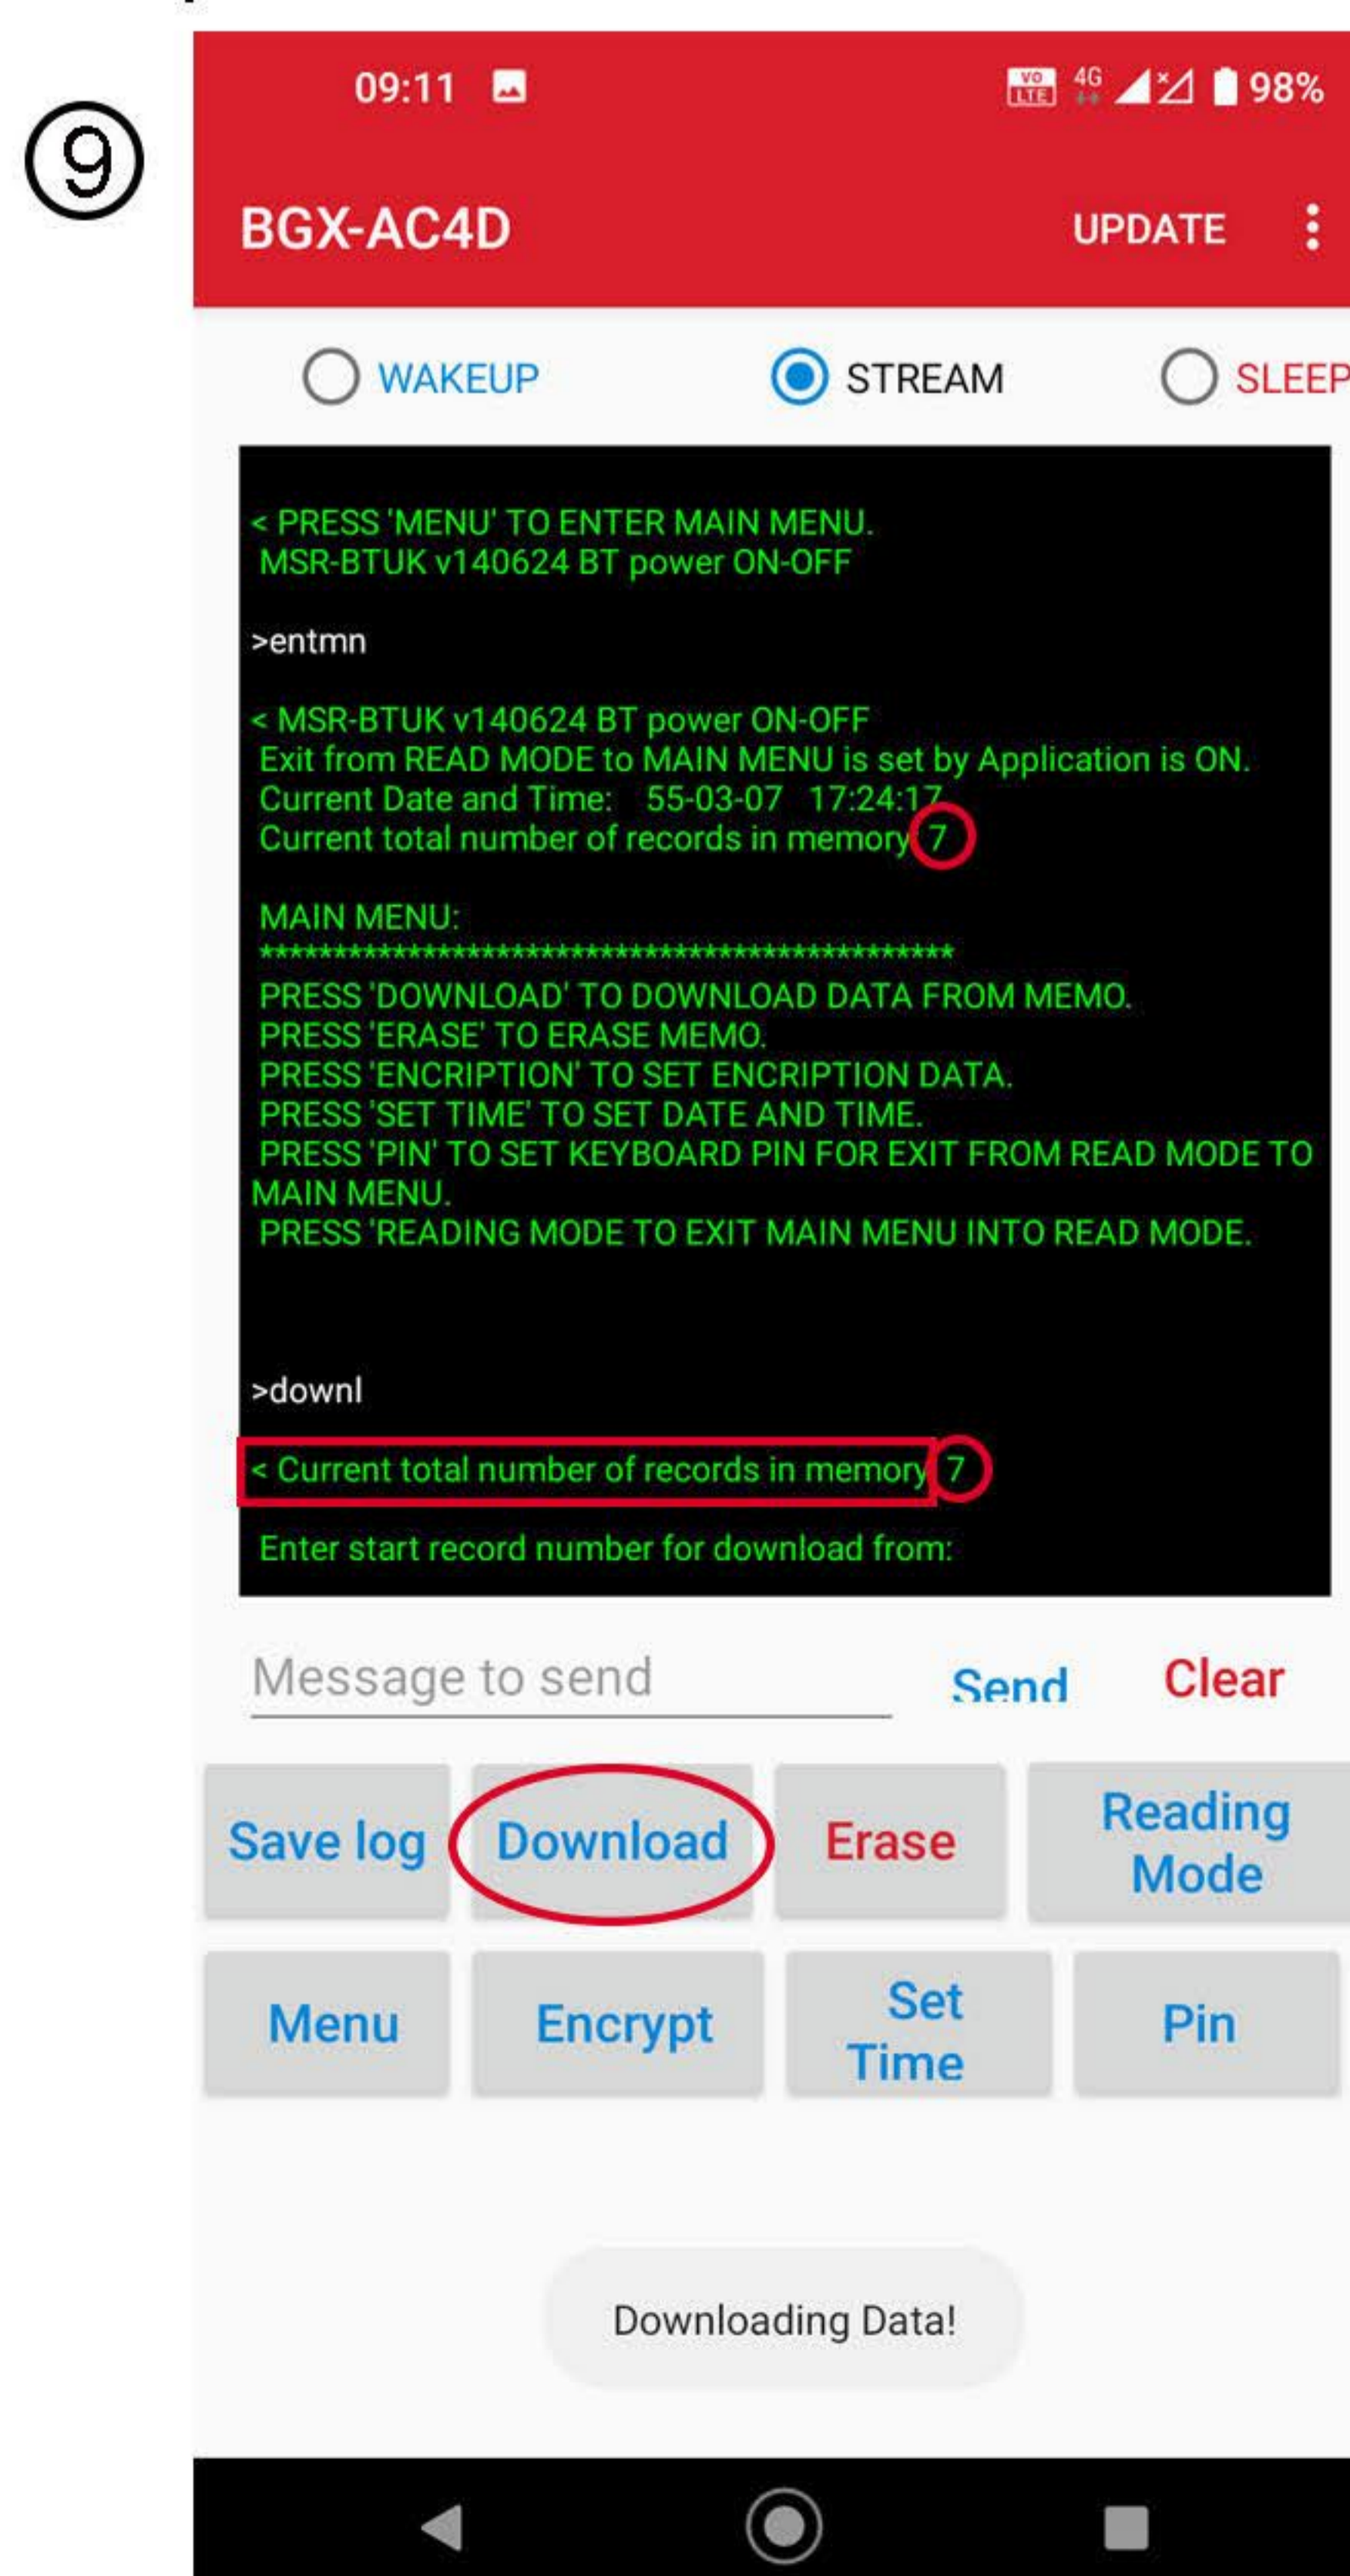 9
09:11 VO LTE 4G 98%
BGX-AC4D UPDATE
WAKEUP STREAM SLEEP
< PRESS 'MENU' TO ENTER MAIN MENU.
MSR-BTUK v140624 BT power ON-OFF
>entmn
< MSR-BTUK v140624 BT power ON-OFF
Exit from READ MODE to MAIN MENU is set by Application is ON.
Current Date and Time: 55-03-07 17:24:17
Current total number of records in memory 7
MAIN MENU:
***********************************************
PRESS 'DOWNLOAD' TO DOWNLOAD DATA FROM MEMO.
PRESS 'ERASE' TO ERASE MEMO.
PRESS 'ENCRIPTION' TO SET ENCRIPTION DATA.
PRESS 'SET TIME' TO SET DATE AND TIME.
PRESS 'PIN' TO SET KEYBOARD PIN FOR EXIT FROM READ MODE TO
MAIN MENU.
PRESS 'READING MODE TO EXIT MAIN MENU INTO READ MODE.
>downl
< Current total number of records in memory 7
Enter start record number for download from:
Message to send Send Clear
Save log Download Erase Reading Mode
Menu Encrypt Set Time Pin
Downloading Data!